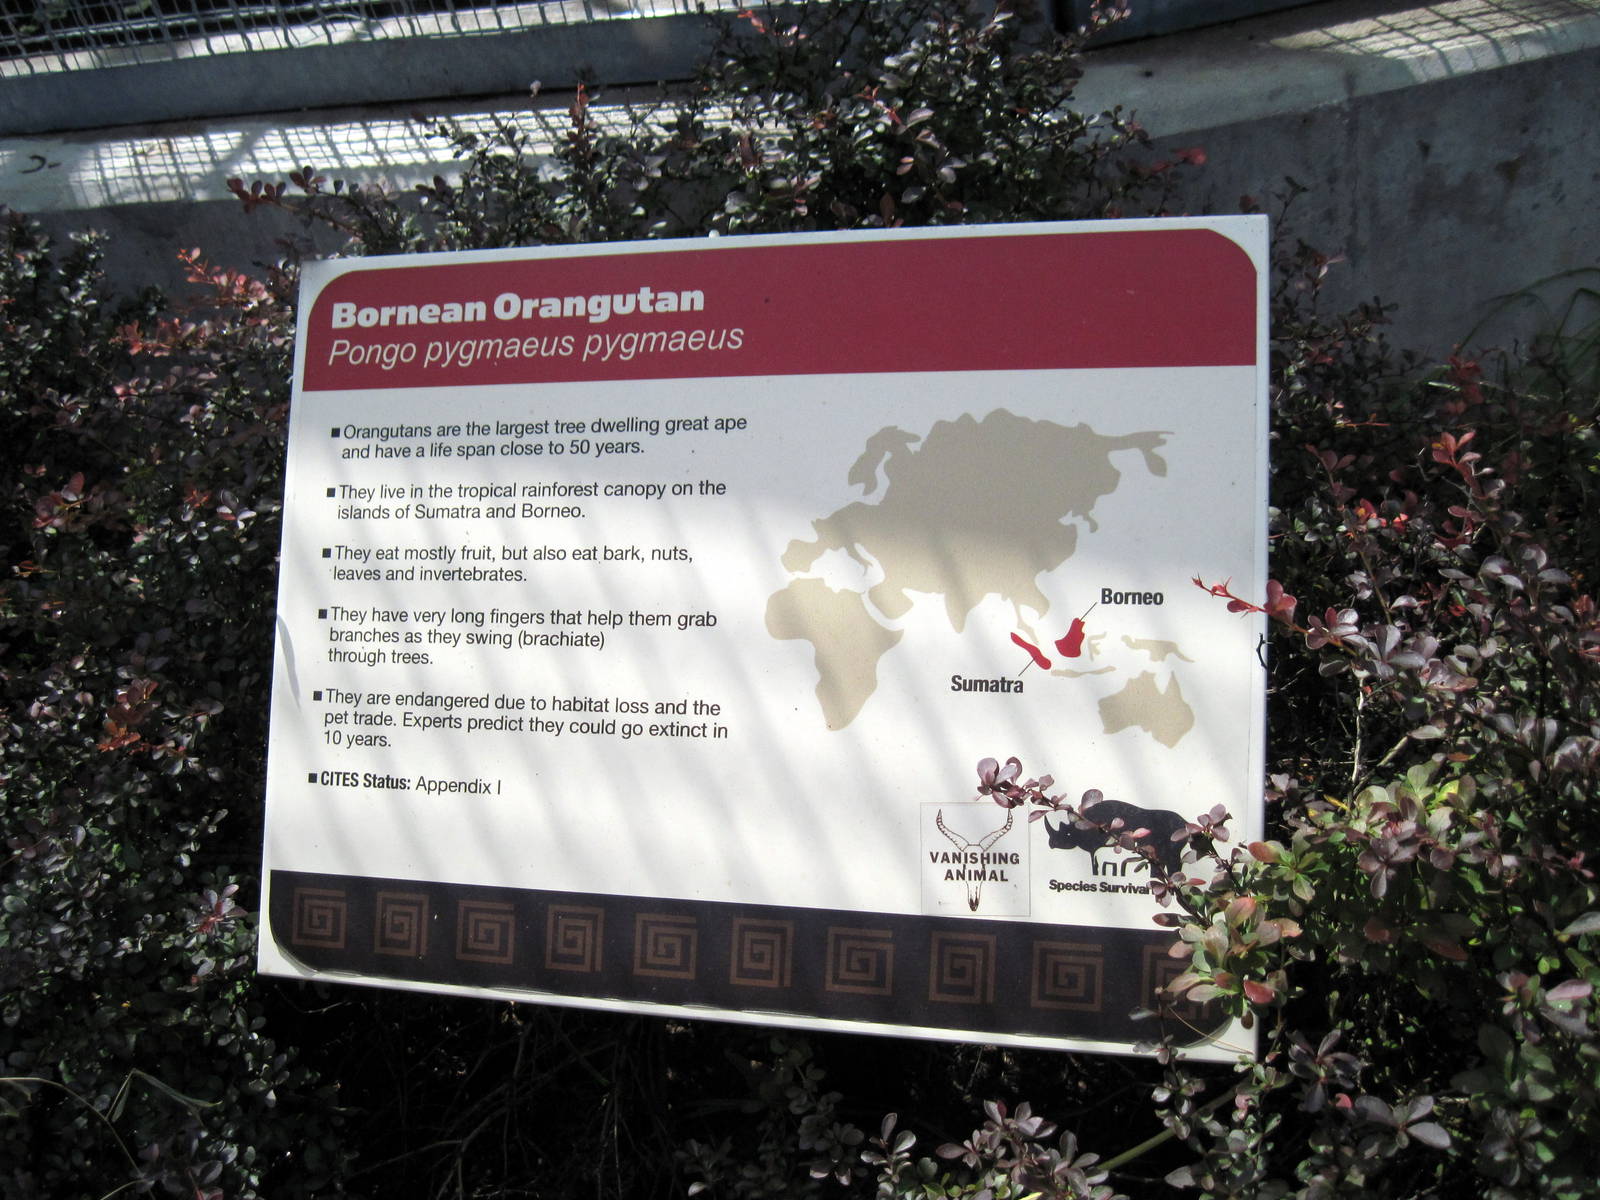 Bornean Orangutan
Pongo pygmaeus pygmaeus
■ Orangutans are the largest tree dwelling great ape
and have a life span close to 50 years.
■ They live in the tropical rainforest canopy on the
islands of Sumatra and Borneo.
■ They eat mostly fruit, but also eat bark, nuts,
leaves and invertebrates.
■ They have very long fingers that help them grab
branches as they swing (brachiate)
through trees.
■ They are endangered due to habitat loss and the
pet trade. Experts predict they could go extinct in
10 years.
■ CITES Status: Appendix I
Borneo
Sumatra
VANISHING
ANIMAL
Species Survival